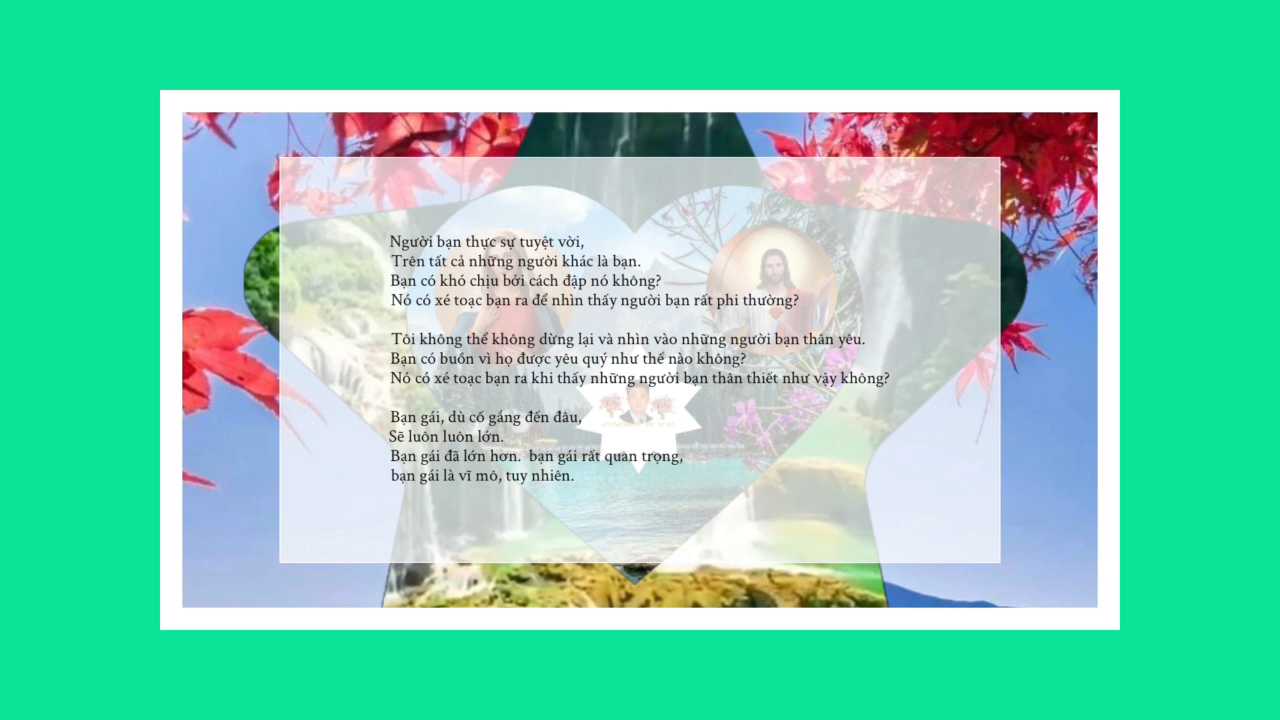 Người bạn thực sự tuyệt vời,
Trên tất cả những người khác là bạn.
Bạn có khó chịu bởi cách đập nó không?
Nó có xé toạc bạn ra để nhìn thấy người bạn rất phi thường?
Tôi không thể không dừng lại và nhìn vào những người bạn thân yêu.
Bạn có buồn vì họ được yêu quý như thế nào không?
Nó có xé toạc bạn ra khi thấy những người bạn thân thiết như vậy không?
Bạn gái, dù cố gáng đến đâu,
Sẽ luôn luôn lớn.
Bạn gái đã lớn hơn.  bạn gái rất quan trọng,
bạn gái là vĩ mô, tuy nhiên.